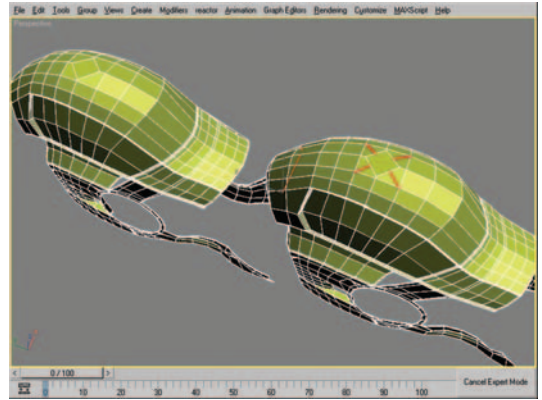 File Edit Tools Group Views Create Modifiers reactor Animation Graph Editors Rendering Customize MAXScript Help
Perspective
< 0 / 100 >
Cancel Expert Mode
0 10 20 30 40 50 60 70 80 90 100